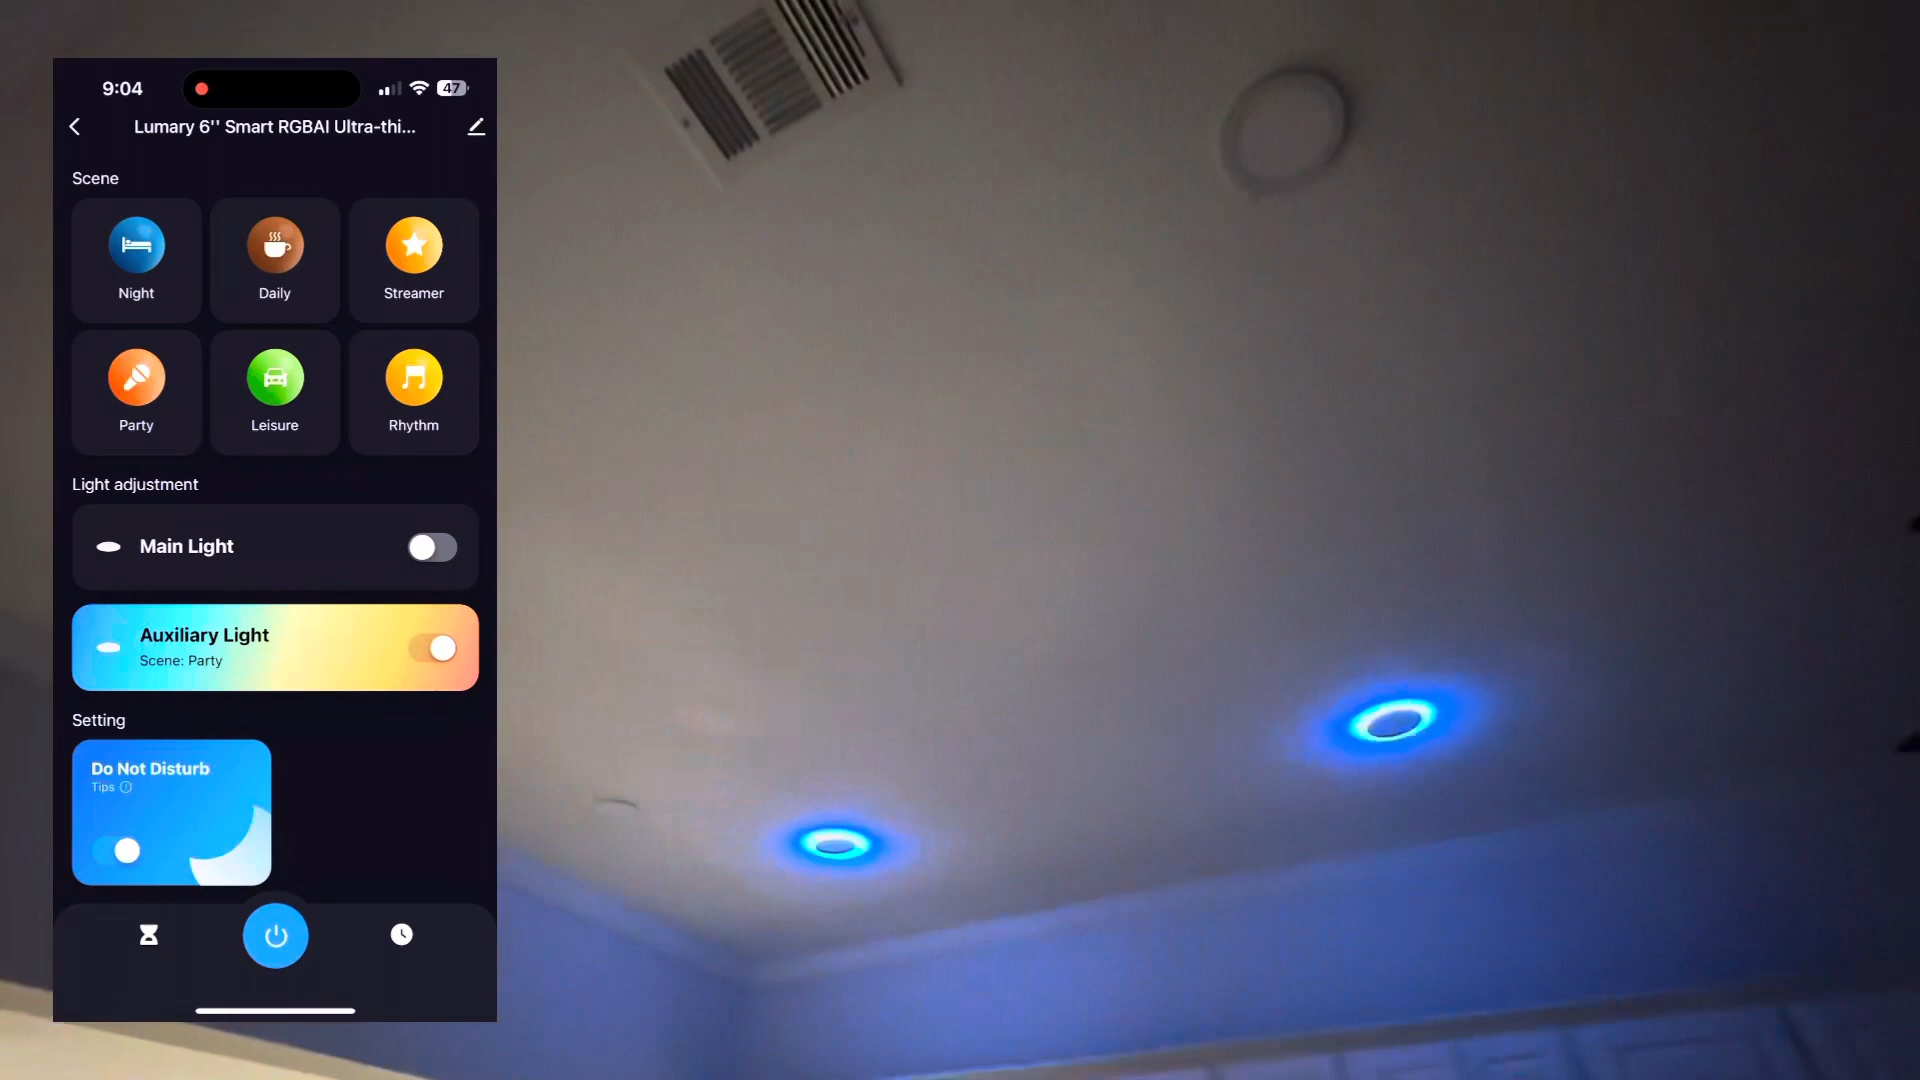 9:04
47
Lumary 6'' Smart RGBAI Ultra-thi...
Scene
Night
Daily
Streamer
Party
Leisure
Rhythm
Light adjustment
Main Light
Auxiliary Light
Scene: Party
Setting
Do Not Disturb
Tips